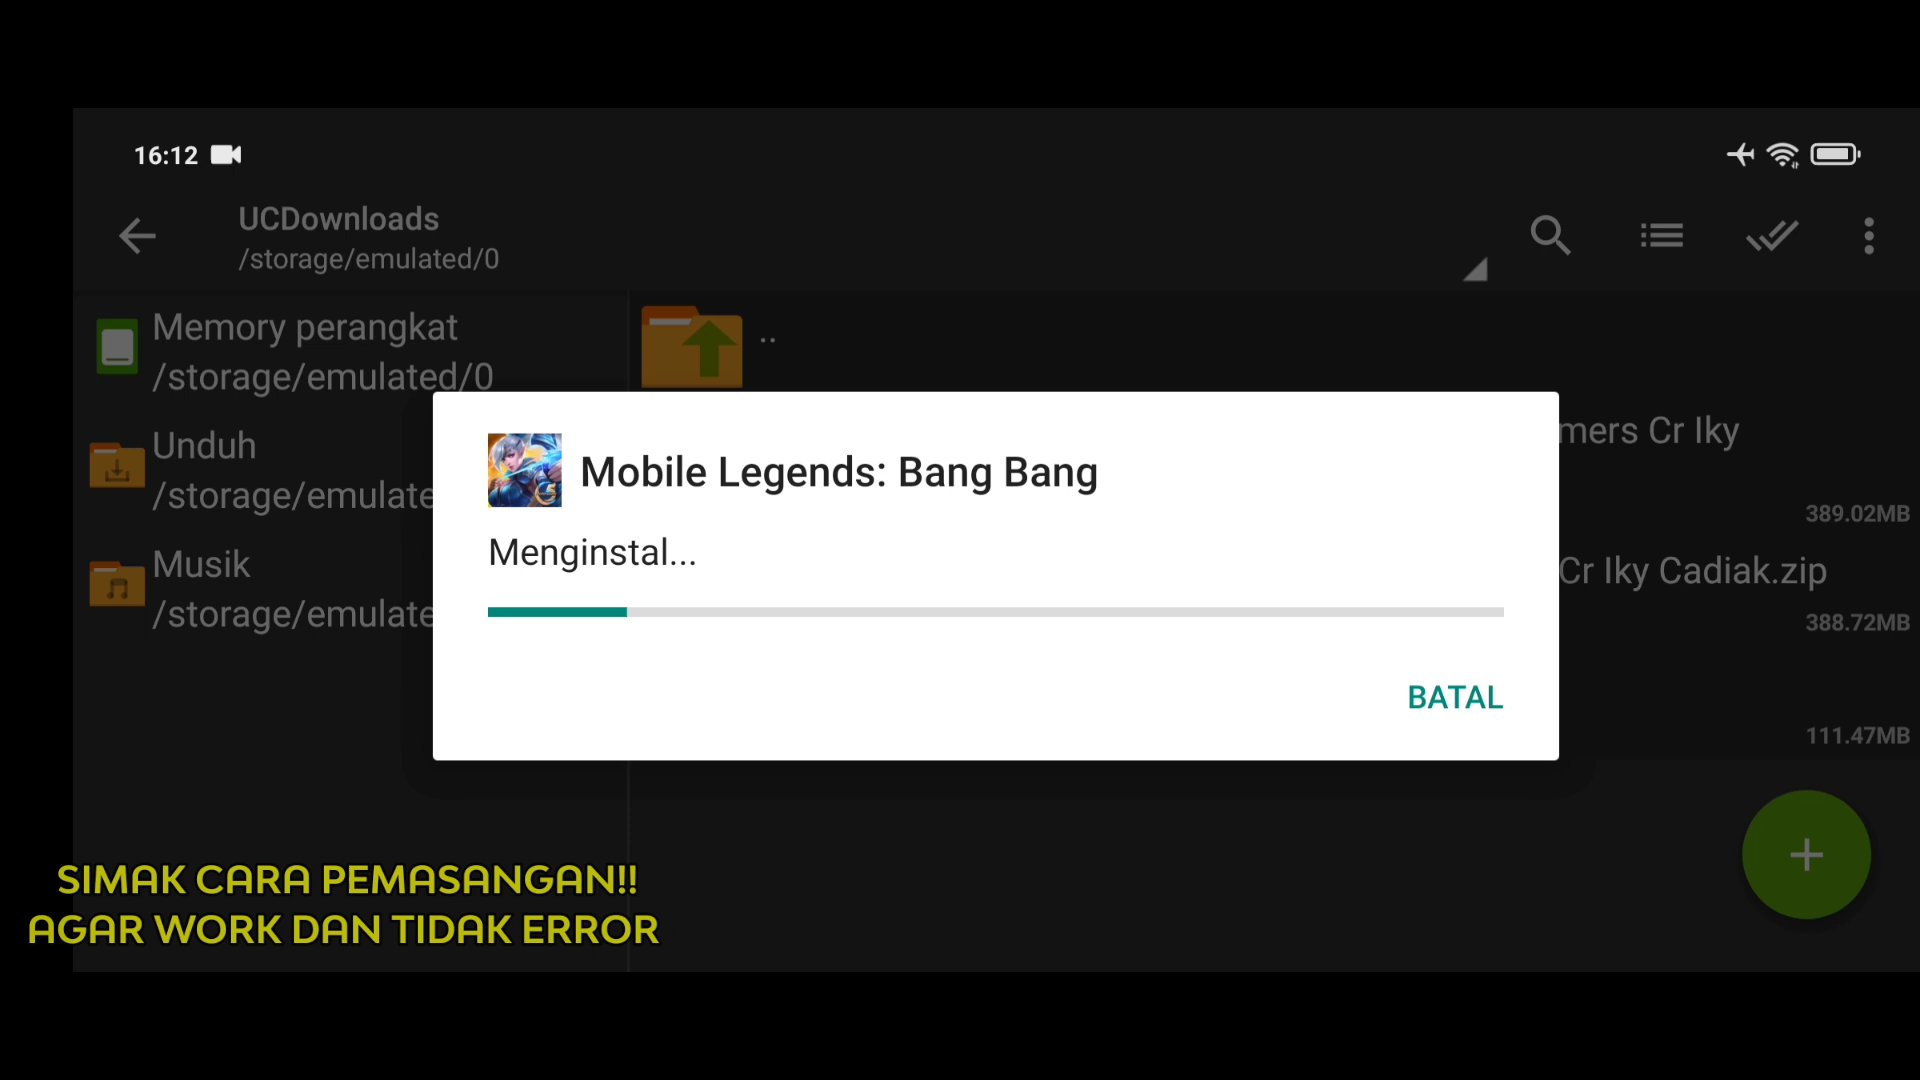 16:12
UCDownloads
/storage/emulated/0
Memory perangkat
/storage/emulated/0
..
Unduh
/storage/emulate
mers Cr Iky
389.02MB
Musik
/storage/emulate
Cr Iky Cadiak.zip
388.72MB
111.47MB
Mobile Legends: Bang Bang
Menginstal...
BATAL
SIMAK CARA PEMASANGAN!!
AGAR WORK DAN TIDAK ERROR